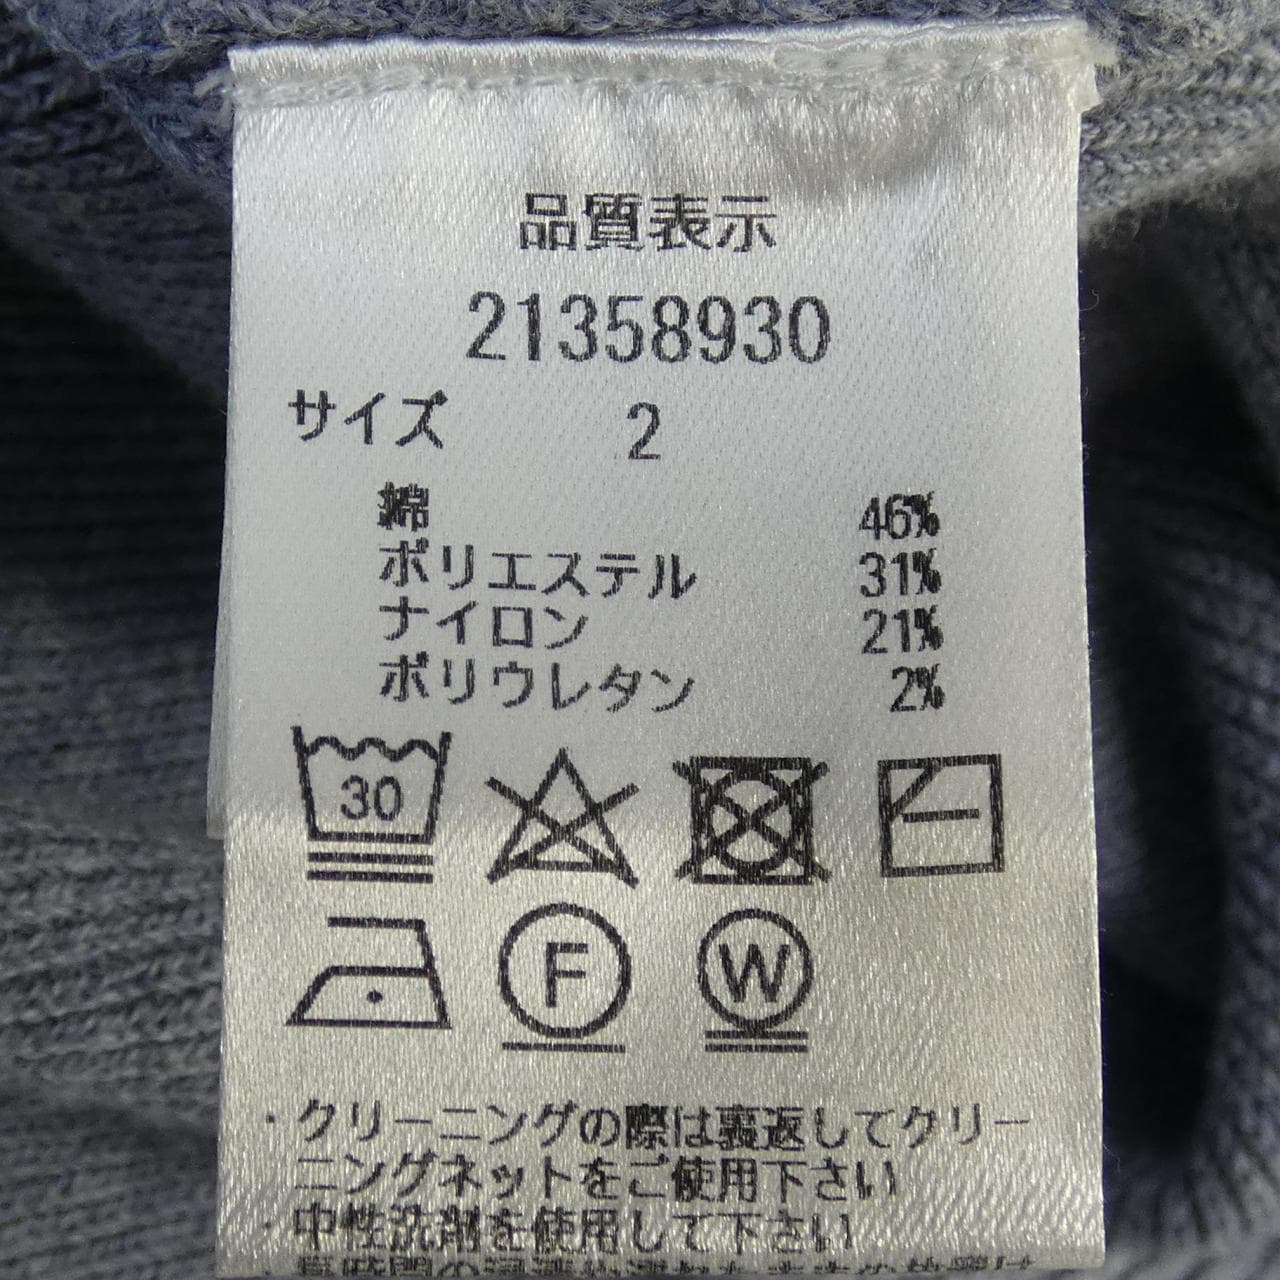 品質表示
21358930
サイズ 2
綿 46%
ポリエステル 31%
ナイロン 21%
ポリウレタン 2%
30
F
W
・クリーニングの際は裏返してクリー
ニングネットをご使用下さい
・中性洗剤を使用して下さい